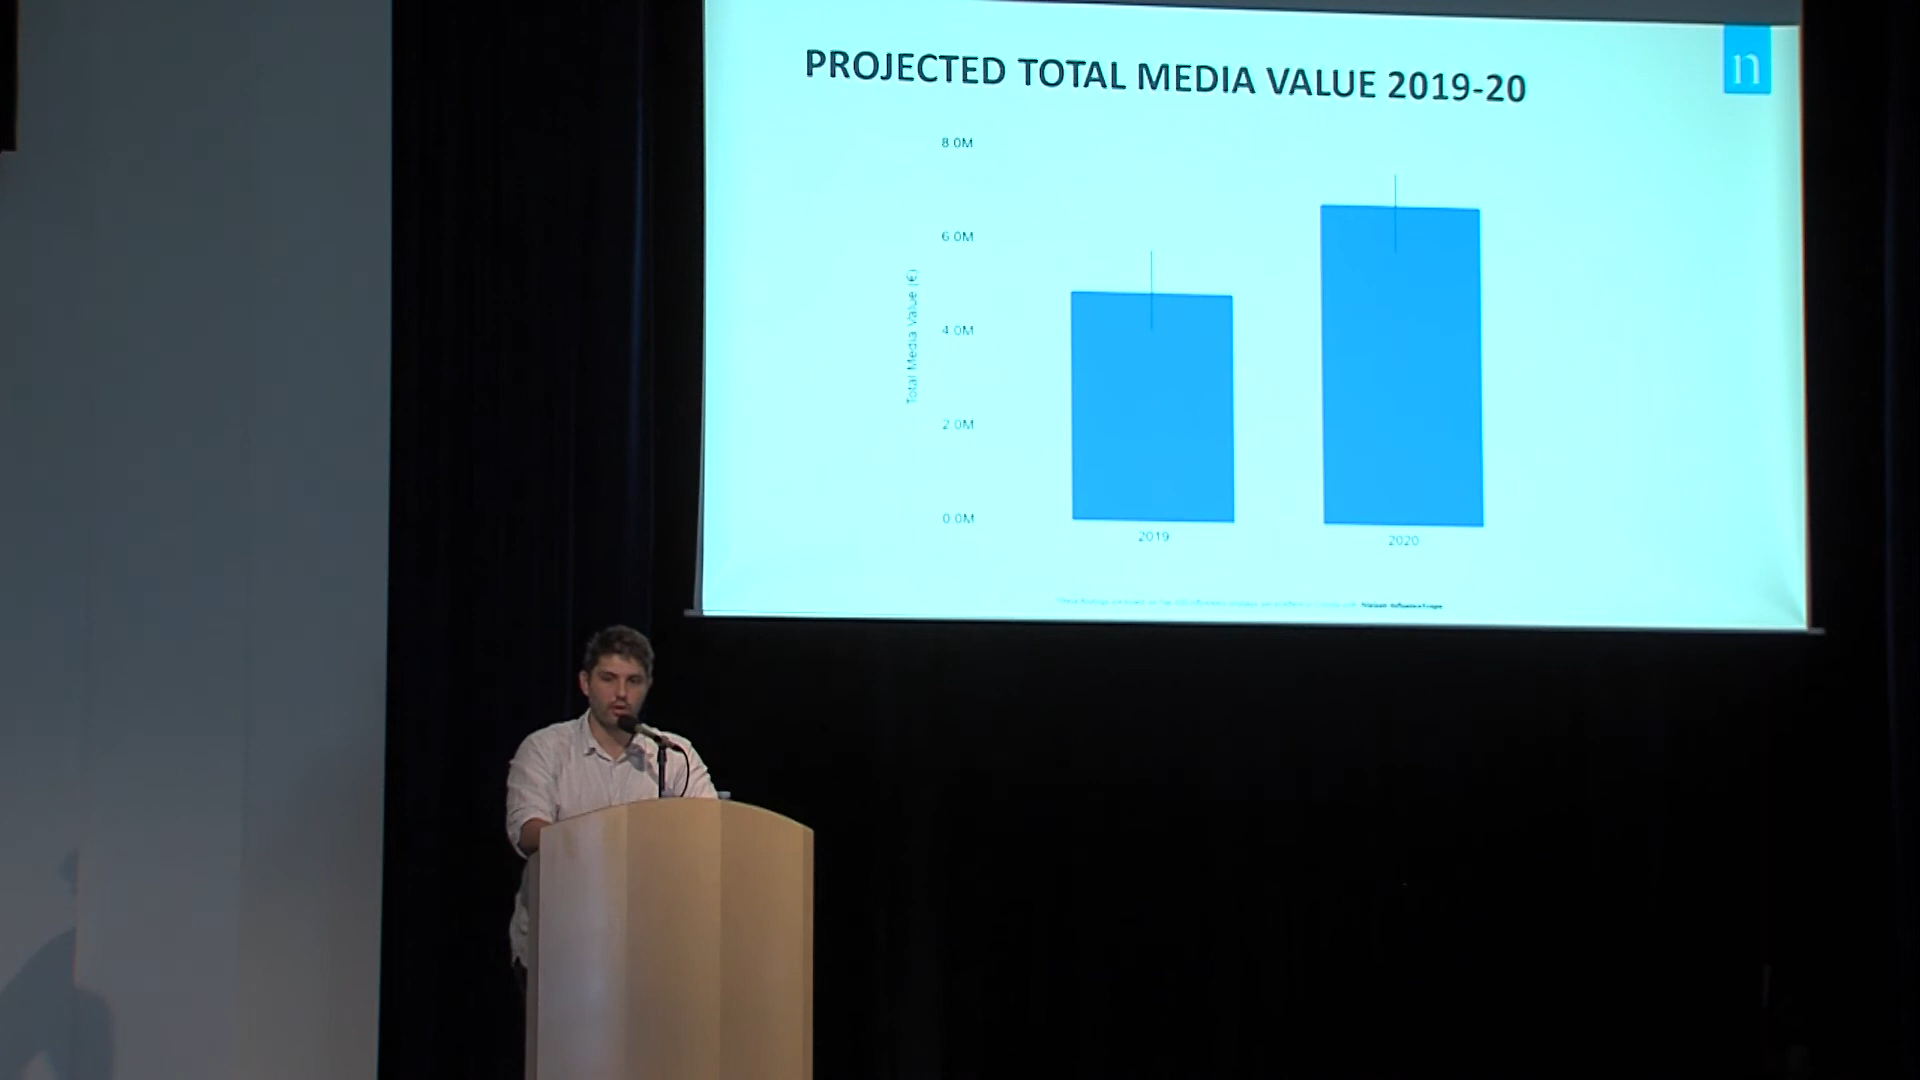 PROJECTED TOTAL MEDIA VALUE 2019-20
n
8.0M
6.0M
4.0M
2.0M
0.0M
Total Media Value (€)
2019
2020